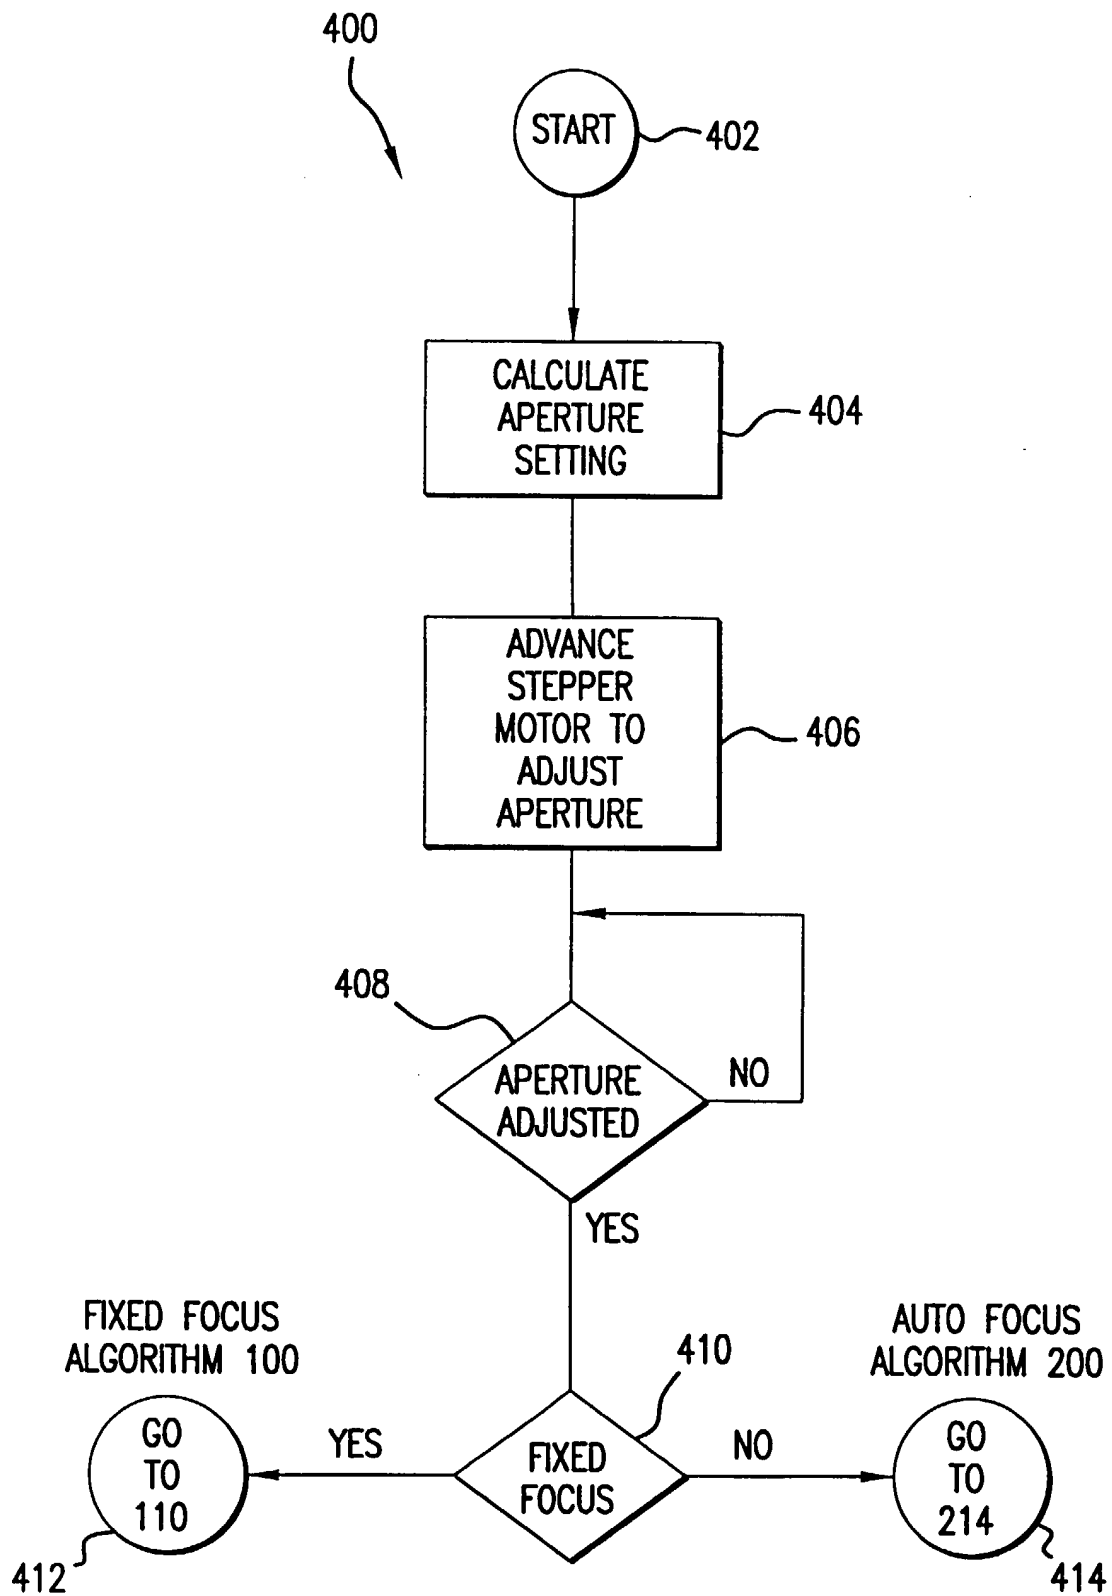 400
START
402
CALCULATE
APERTURE
SETTING
404
ADVANCE
STEPPER
MOTOR TO
ADJUST
APERTURE
406
408
APERTURE
ADJUSTED
NO
YES
FIXED FOCUS
ALGORITHM 100
410
AUTO FOCUS
ALGORITHM 200
GO
TO
110
YES
FIXED
FOCUS
NO
GO
TO
214
412
414